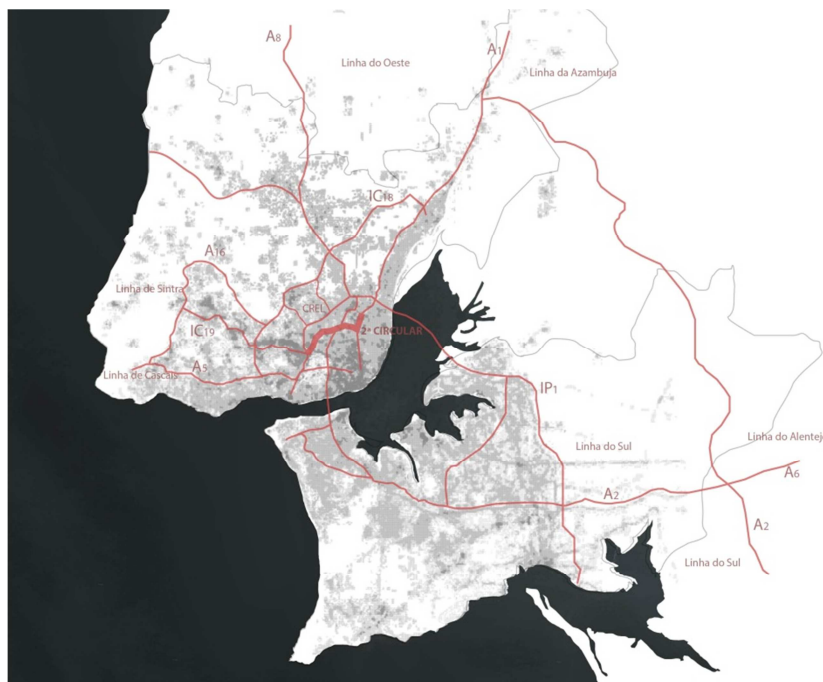 A8
A1
Linha do Oeste
Linha da Azambuja
IC18
A16
Linha de Sintra
CREL
IC19
2ª CIRCULAR
A5
Linha de Cascais
IP1
Linha do Sul
Linha do Alentej
A6
A2
A2
Linha do Sul